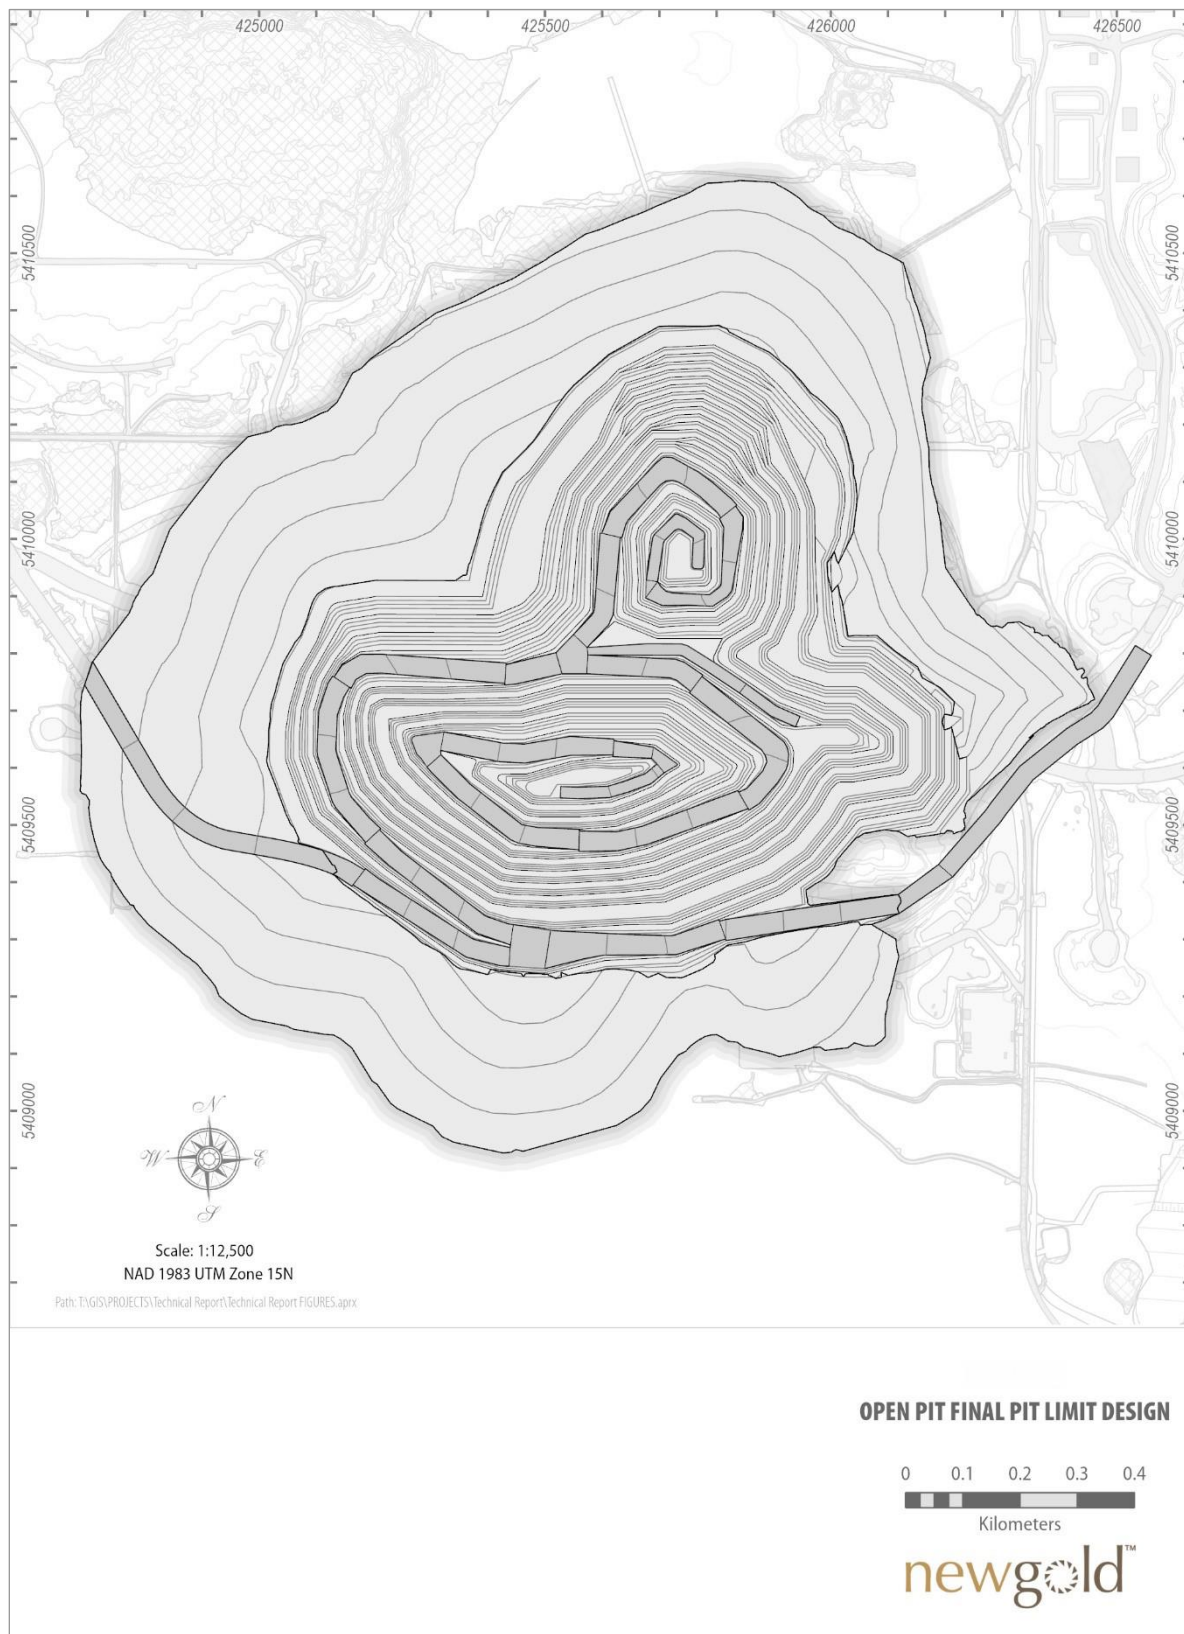 425000 425500 426000 426500
5410500 5410500
5410000 5410000
5409500 5409500
5409000 5409000
N
W E
S
Scale: 1:12,500
NAD 1983 UTM Zone 15N
Path: T:\GIS\PROJECTS\Technical Report\Technical Report FIGURES.aprx
OPEN PIT FINAL PIT LIMIT DESIGN
0 0.1 0.2 0.3 0.4
Kilometers
newgold™